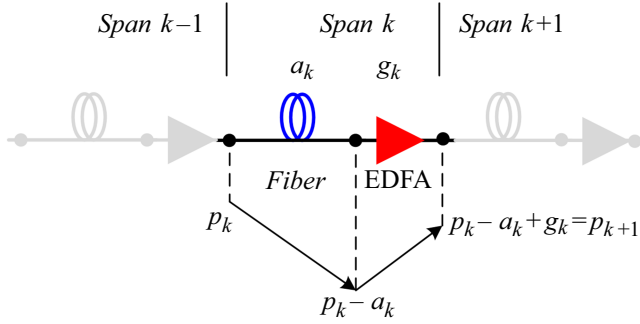 Span k−1 Span k Span k+1
a_k g_k
Fiber EDFA
p_k p_k − a_k + g_k = p_{k+1}
p_k − a_k